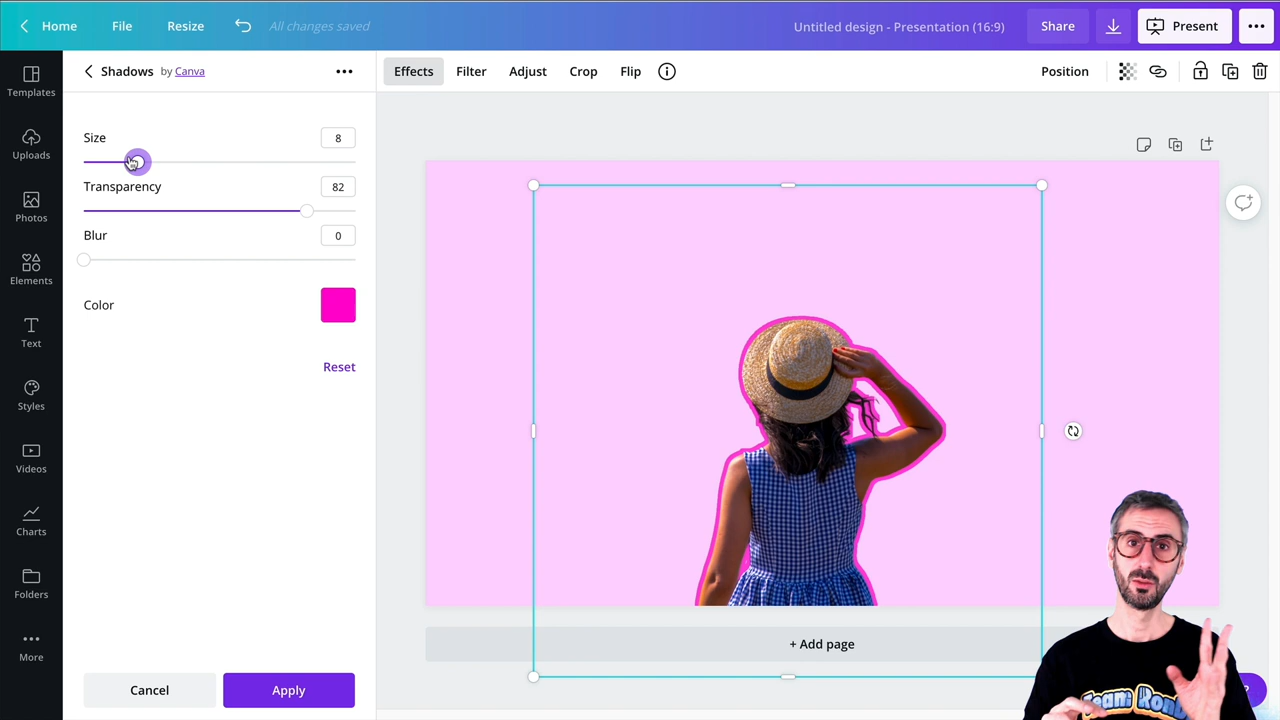 Home
File
Resize
All changes saved
Untitled design - Presentation (16:9)
Share
Present
Templates
Uploads
Photos
Elements
Text
Styles
Videos
Charts
Folders
More
Shadows by Canva
Size
8
Transparency
82
Blur
0
Color
Reset
Cancel
Apply
Effects
Filter
Adjust
Crop
Flip
Position
+ Add page
Team Ronny